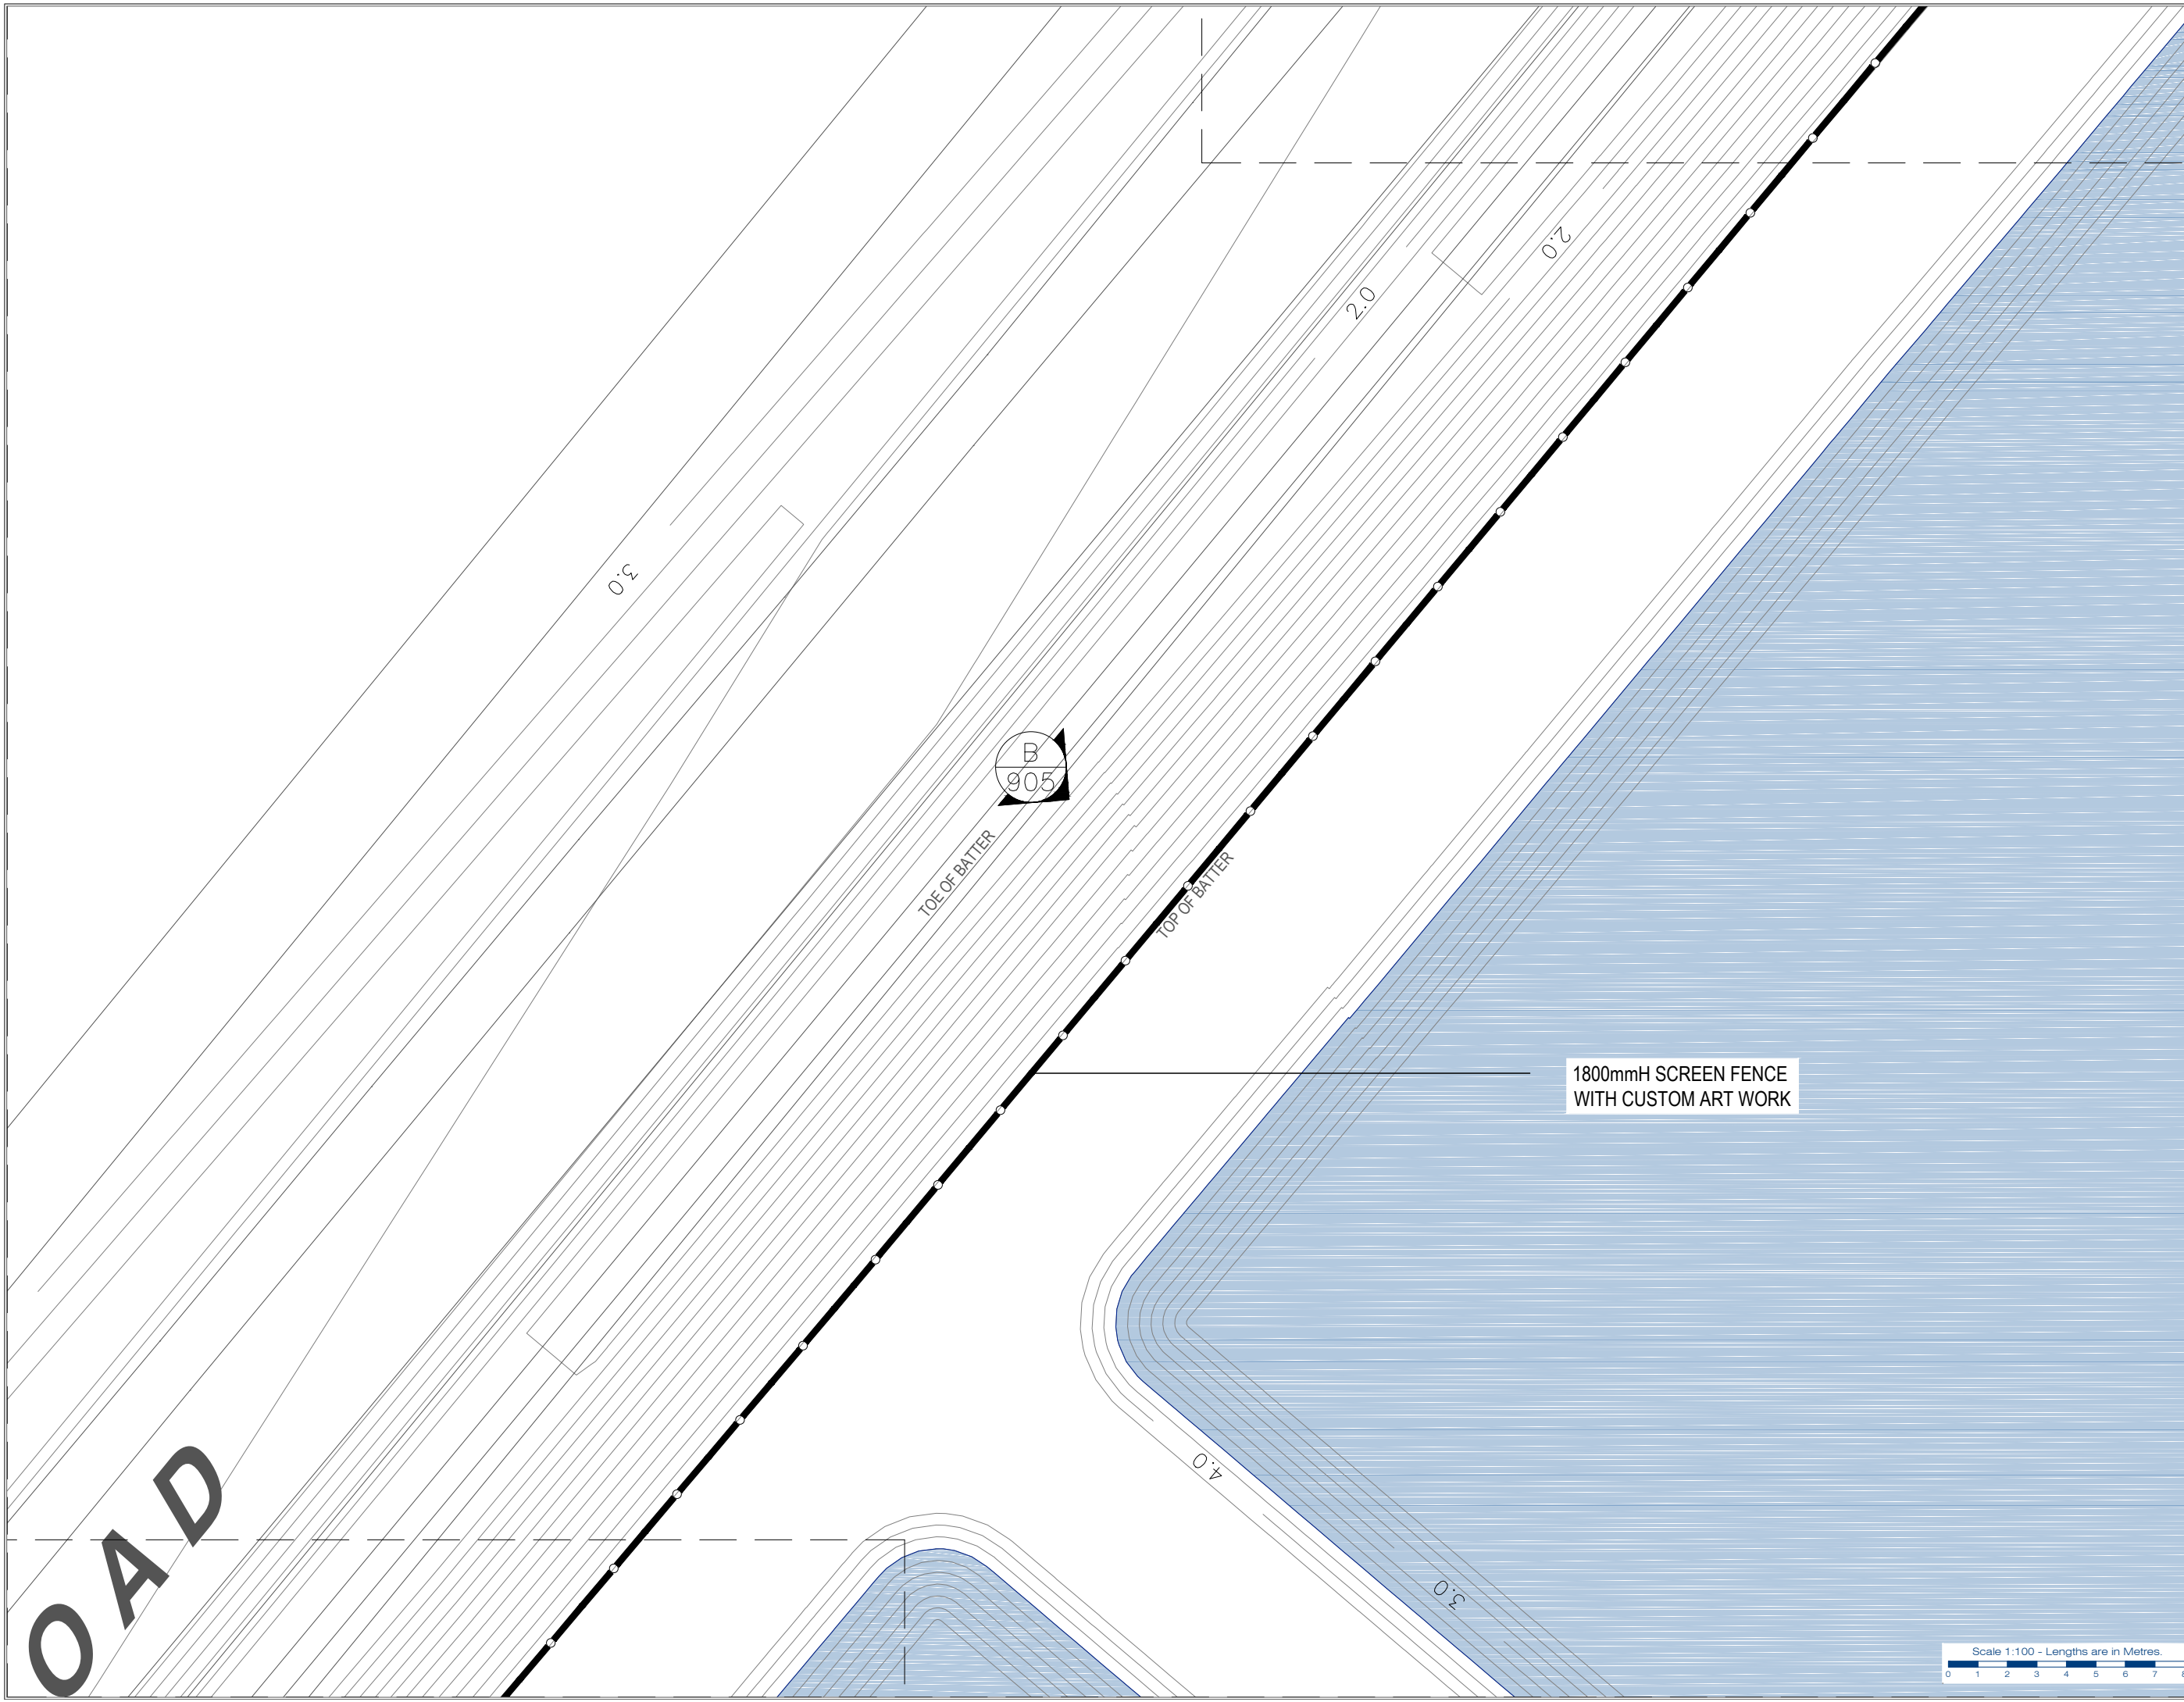 2.0
2.0
3.0
B
905
TOE OF BATTER
TOP OF BATTER
1800mmH SCREEN FENCE
WITH CUSTOM ART WORK
4.0
3.0
OAD
Scale 1:100 - Lengths are in Metres.
0 1 2 3 4 5 6 7